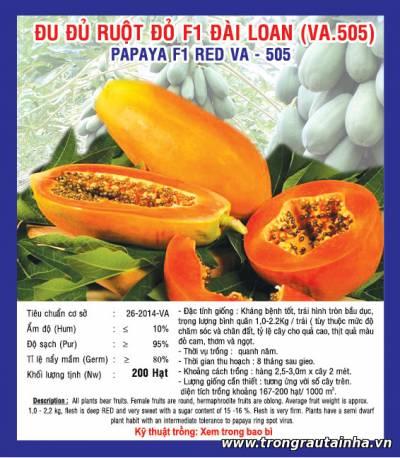 ĐU ĐỦ RUỘT ĐỎ F1 ĐÀI LOAN (VA.505)
PAPAYA F1 RED VA - 505
Tiêu chuẩn cơ sở : 26-2014-VA
Ẩm độ (Hum) : ≤ 10%
Độ sạch (Pur) : ≥ 95%
Tỉ lệ nẩy mầm (Germ) : ≥ 80%
Khối lượng tịnh (Nw) : 200 Hạt
- Đặc tính giống : Kháng bệnh tốt, trái hình tròn bầu dục,
trọng lượng bình quân 1,0-2.2Kg / trái ( tùy thuộc mức độ
chăm sóc và chân đất, tỷ lệ cây cho quả cao, thịt quả màu
đỏ cam, thơm và ngọt.
- Thời vụ trồng : quanh năm.
- Thời gian thu hoạch : 8 tháng sau gieo.
- Khoảng cách trồng : hàng 2,5-3,0m x cây 2 mét.
- Lượng giống cần thiết : tương ứng với số cây trên.
diện tích trồng khoảng 167-200 hạt/ 1000 m².
Description : All plants bear fruits. Female fruits are round, hermaphrodite fruits are oblong. Average fruit weight is approx.
1,0 - 2,2 kg, flesh is deep RED and very sweet with a sugar content of 15 -16 %. Flesh is very firm. Plants have a semi dwarf
plant habit with an intermediate tolerance to papaya ring spot virus.
Kỹ thuật trồng: Xem trong bao bì
www.trongrautainha.vn